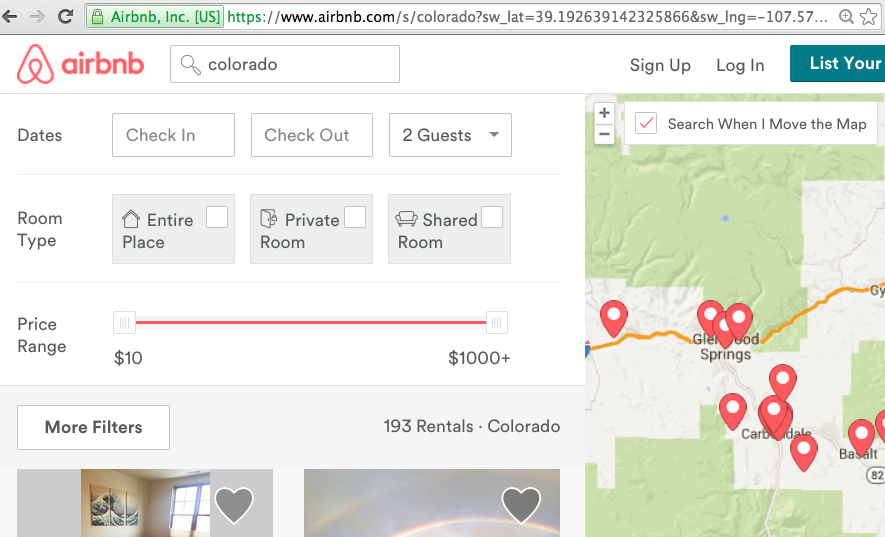 Airbnb, Inc. [US] https://www.airbnb.com/s/colorado?sw_lat=39.192639142325866&sw_lng=-107.57...
airbnb
colorado
Sign Up
Log In
List Your
Dates
Check In
Check Out
2 Guests
Room
Type
Entire
Place
Private
Room
Shared
Room
Price
Range
$10
$1000+
More Filters
193 Rentals · Colorado
+
−
Search When I Move the Map
Gy
Glenwood
Springs
Carbondale
Basalt
82